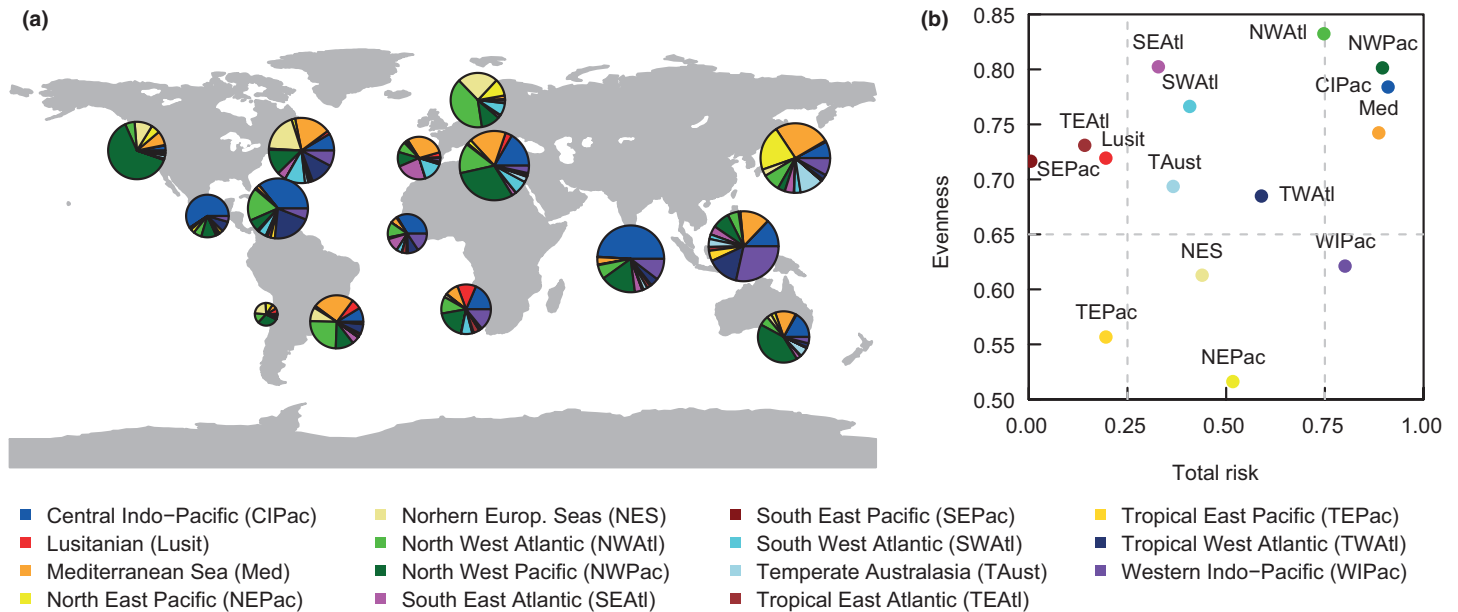 (a)
(b)
Evenness
0.85
0.80
0.75
0.70
0.65
0.60
0.55
0.50
NWAtl
SEAtl
NWPac
SWAtl
CIPac
Med
TEAtl
Lusit
SEPac
TAust
TWAtl
NES
WIPac
TEPac
NEPac
0.00 0.25 0.50 0.75 1.00
Total risk
Central Indo−Pacific (CIPac)
Lusitanian (Lusit)
Mediterranean Sea (Med)
North East Pacific (NEPac)
Norhern Europ. Seas (NES)
North West Atlantic (NWAtl)
North West Pacific (NWPac)
South East Atlantic (SEAtl)
South East Pacific (SEPac)
South West Atlantic (SWAtl)
Temperate Australasia (TAust)
Tropical East Atlantic (TEAtl)
Tropical East Pacific (TEPac)
Tropical West Atlantic (TWAtl)
Western Indo−Pacific (WIPac)